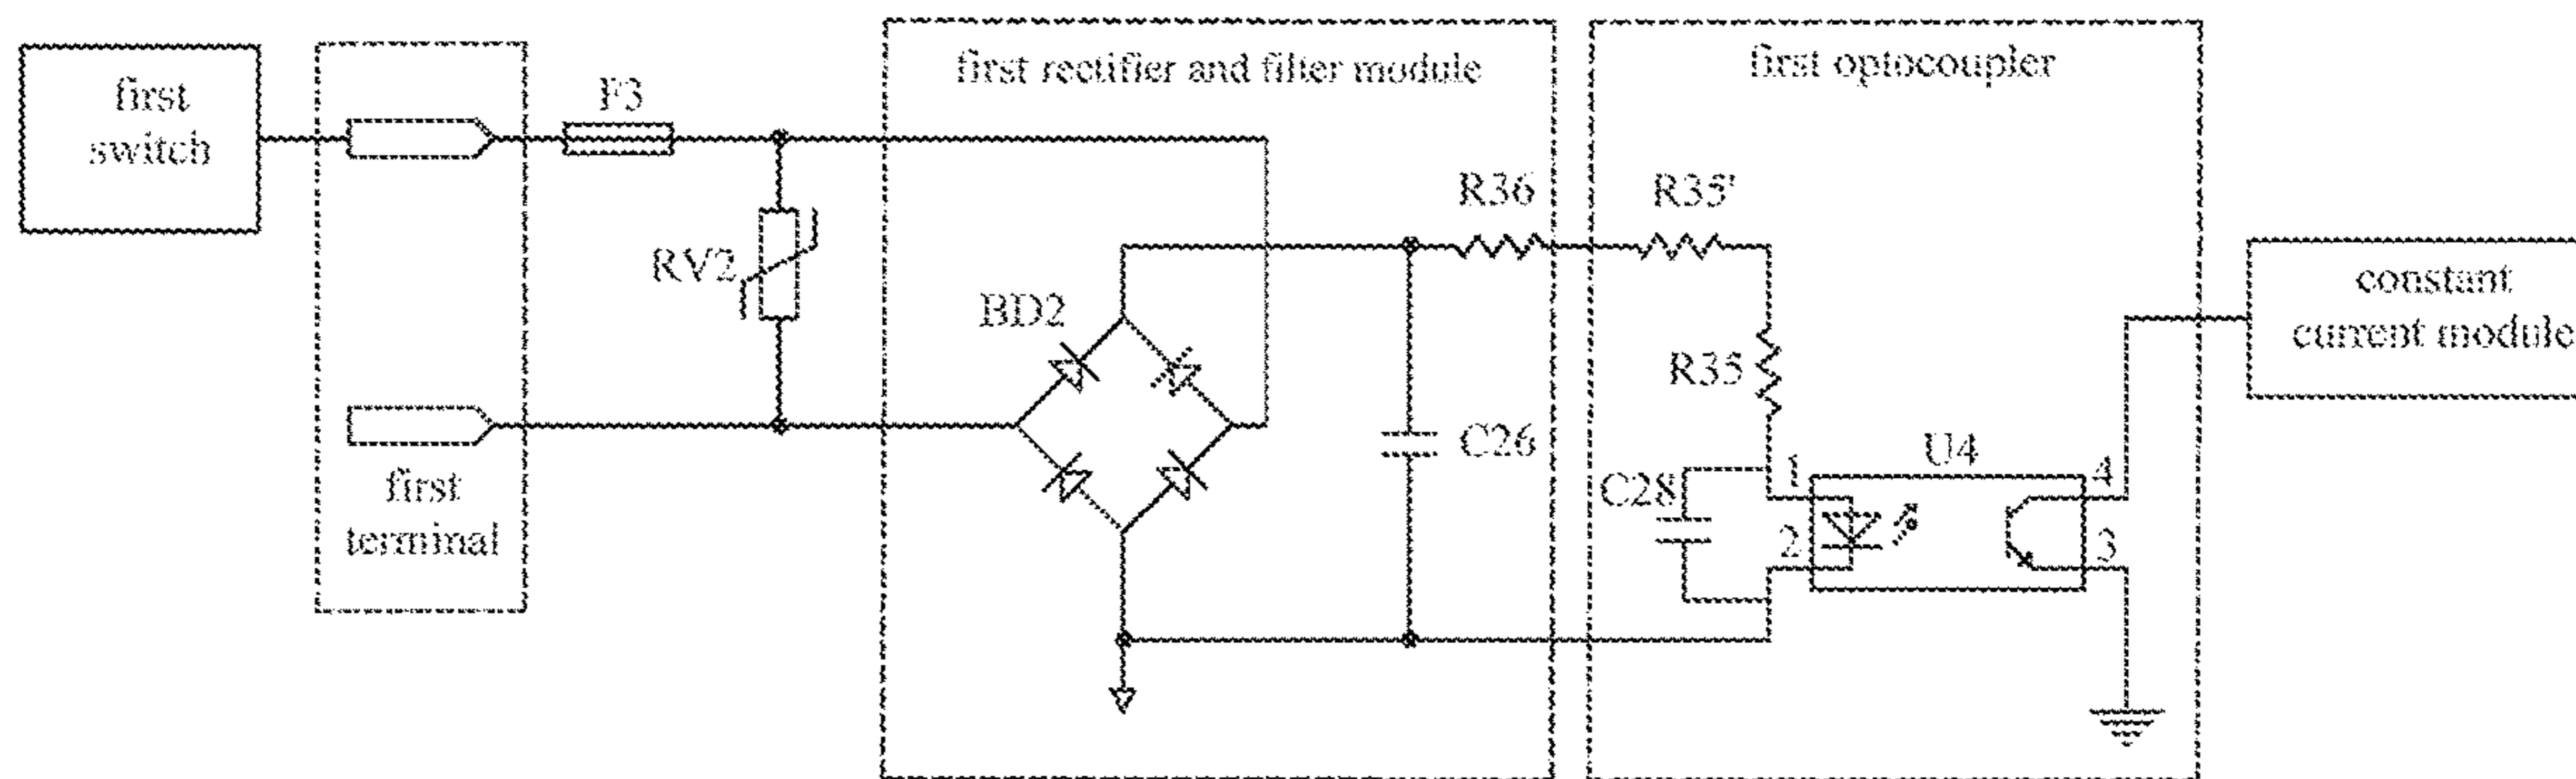 first
switch
F3
first rectifier and filter module
first optocoupler
RV2
BD2
R36
R35'
R35
C26
C28
U4
1
2
4
3
constant
current module
first
terminal